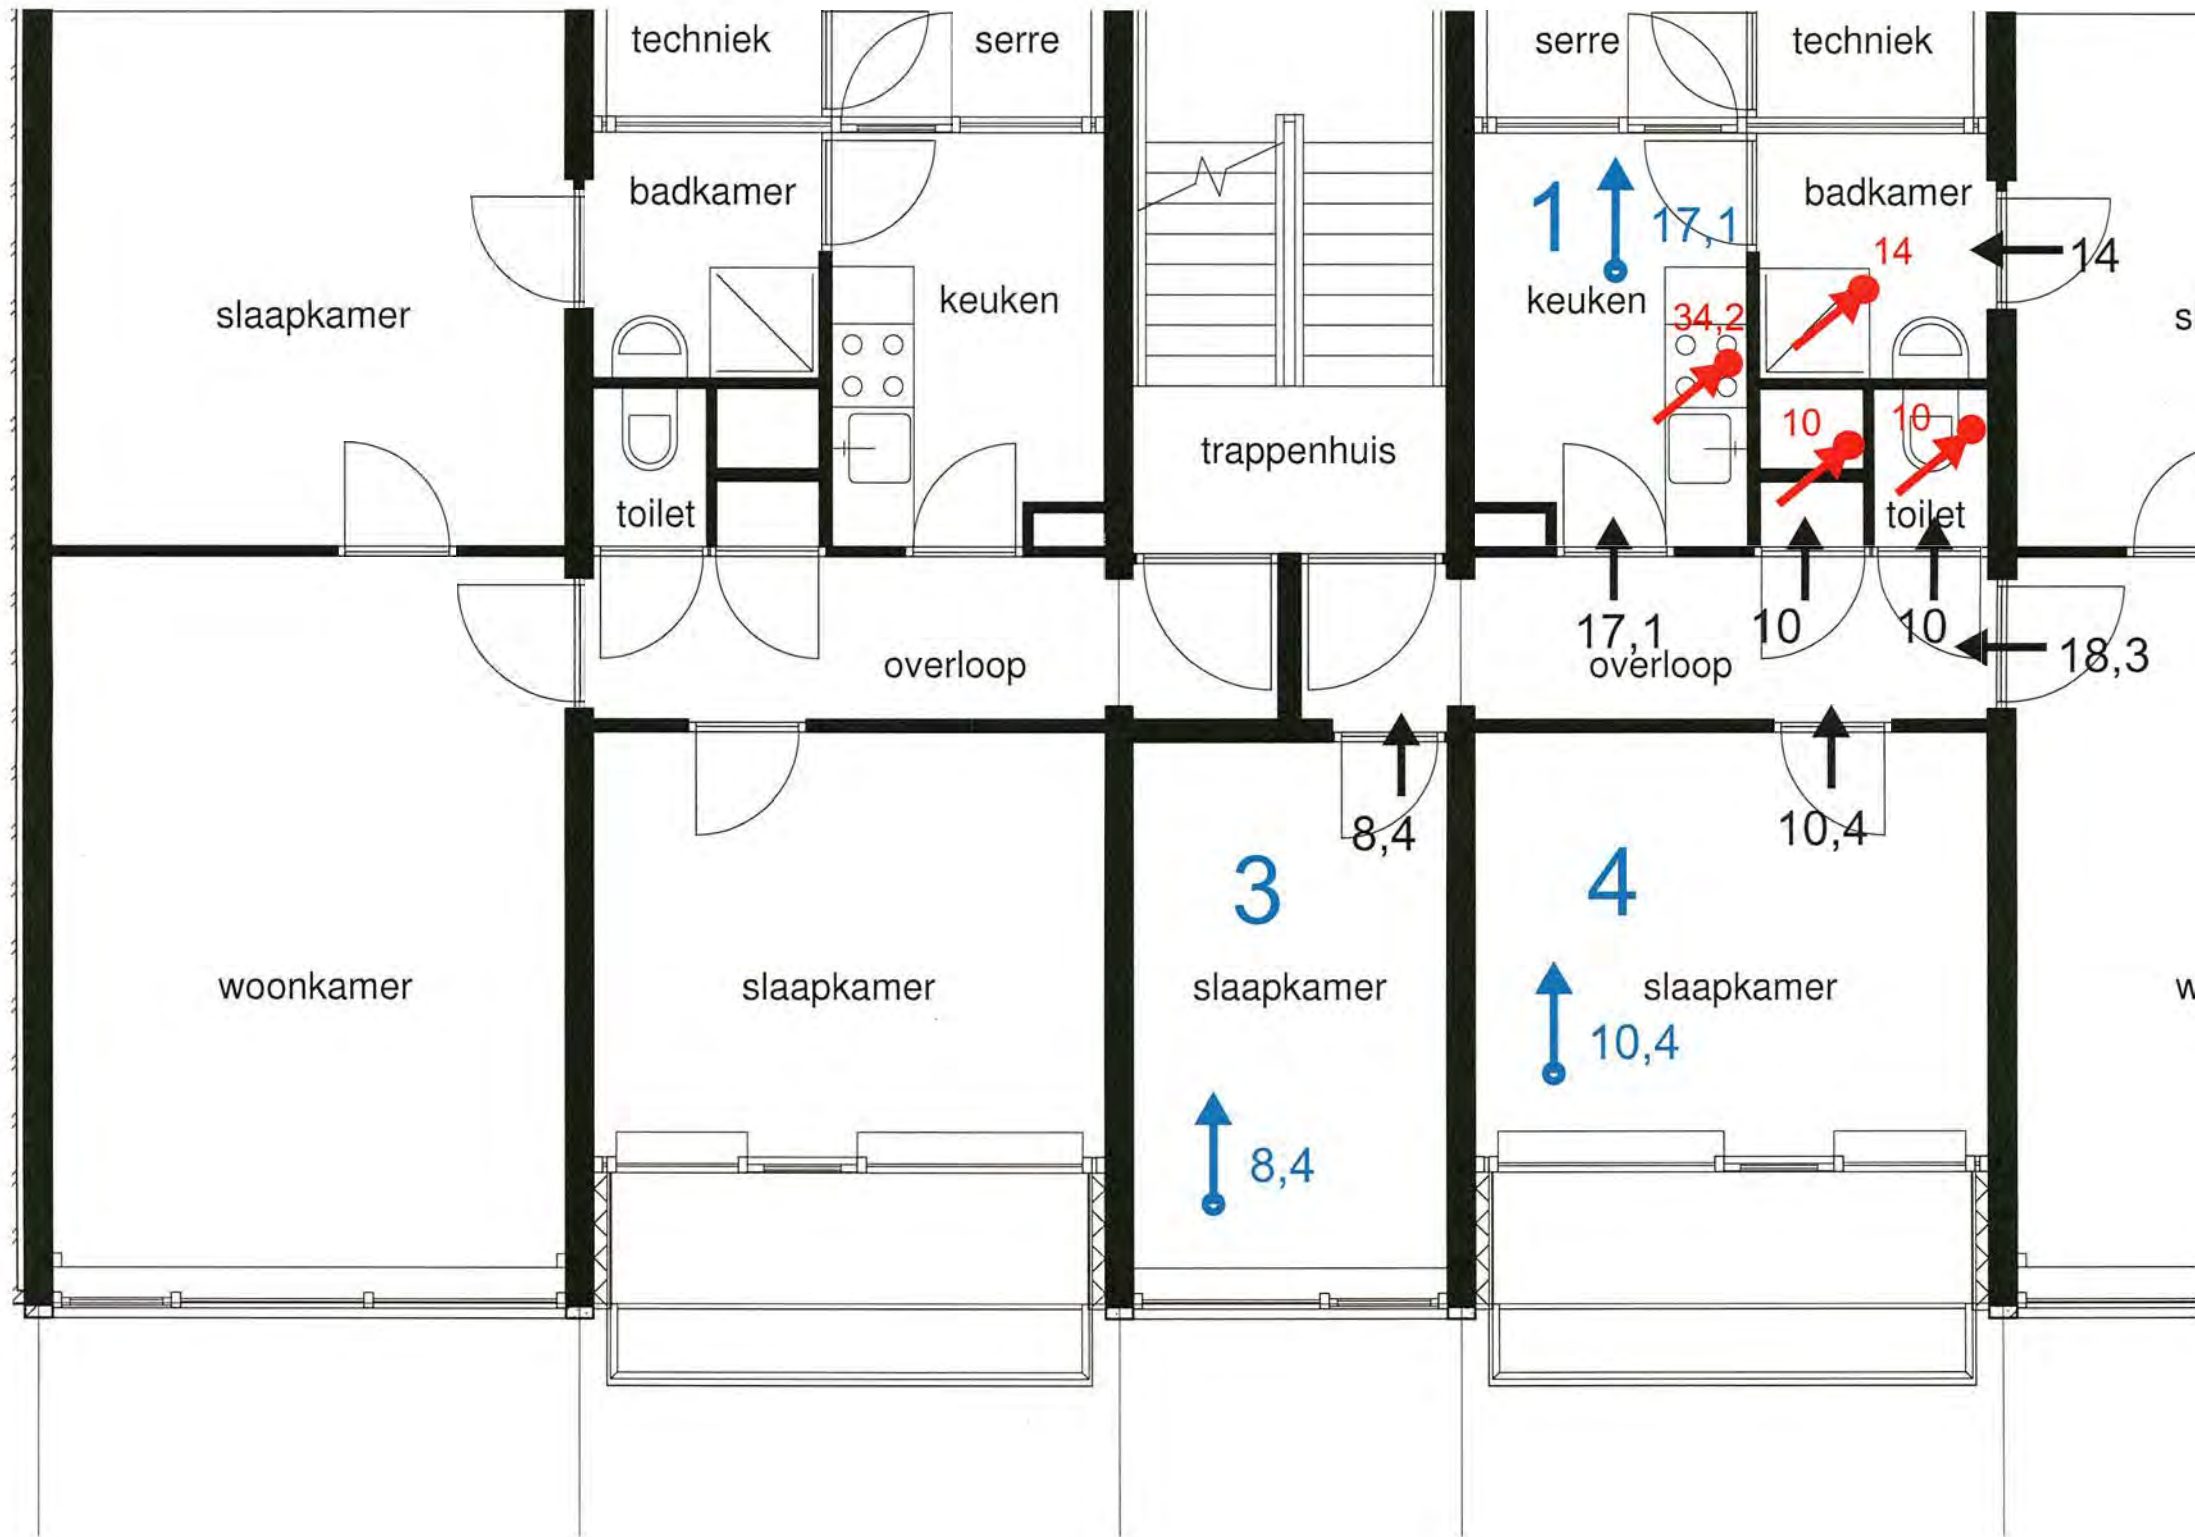 techniek
serre
serre
techniek
badkamer
badkamer
1
17,1
14
14
slaapkamer
keuken
keuken
s
34,2
10
10
trappenhuis
toilet
toilet
17,1
10
10
18,3
overloop
overloop
8,4
10,4
3
4
woonkamer
slaapkamer
slaapkamer
slaapkamer
w
10,4
8,4